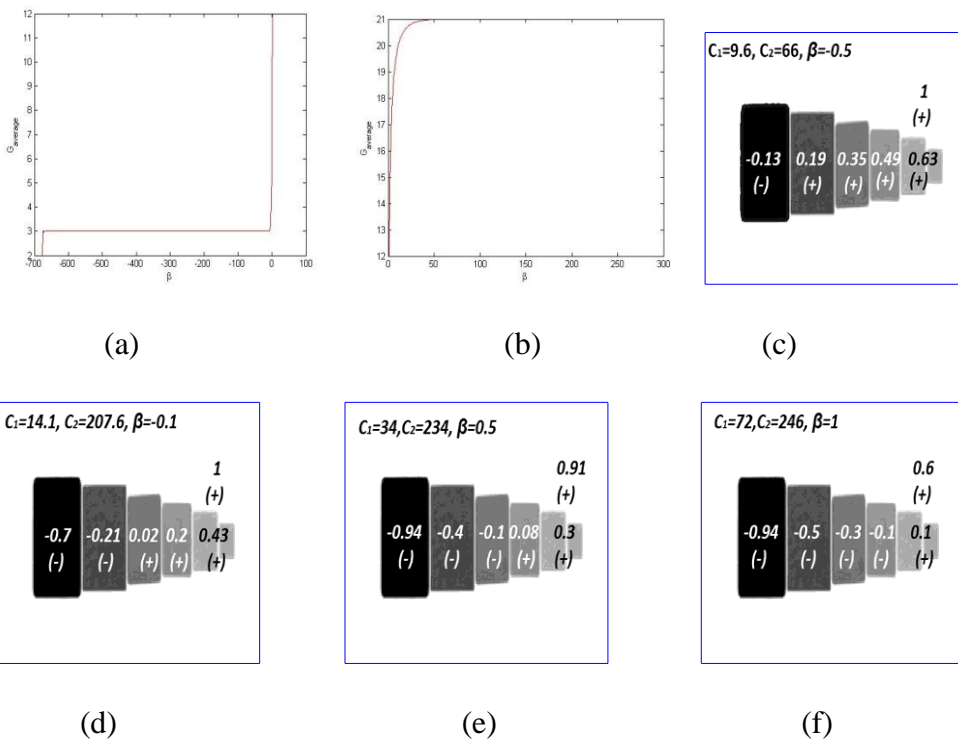 12
11
10
9
8
7
6
5
4
3
2
G average
-700 -600 -500 -400 -300 -200 -100 0 100
β
(a)
21
20
19
18
17
16
15
14
13
12
G average
0 50 100 150 200 250 300
β
(b)
C1=9.6, C2=66, β=-0.5
1
(+)
-0.13 0.19 0.35 0.49 0.63
(-) (+) (+) (+) (+)
(c)
C1=14.1, C2=207.6, β=-0.1
1
(+)
-0.7 -0.21 0.02 0.2 0.43
(-) (-) (+) (+) (+)
(d)
C1=34,C2=234, β=0.5
0.91
(+)
-0.94 -0.4 -0.1 0.08 0.3
(-) (-) (-) (+) (+)
(e)
C1=72,C2=246, β=1
0.6
(+)
-0.94 -0.5 -0.3 -0.1 0.1
(-) (-) (-) (-) (+)
(f)